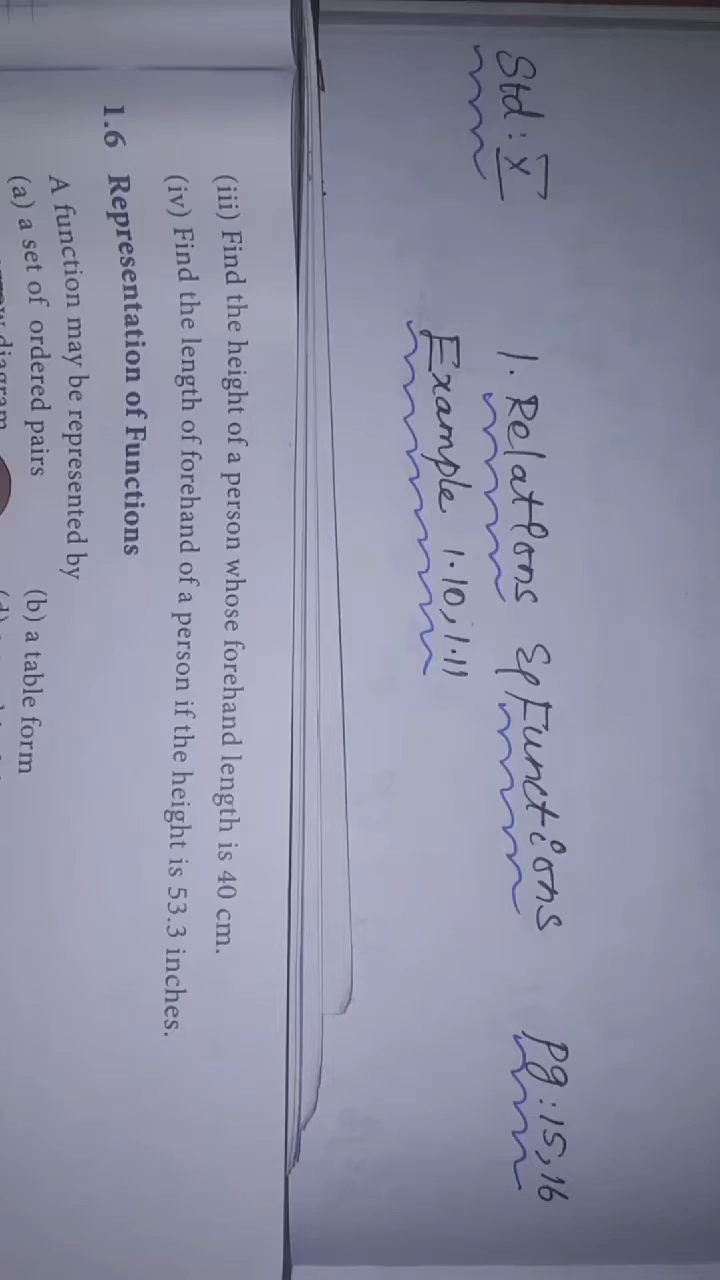 Std: X
1. Relations & Functions pg: 15, 16
Example 1.10, 1.11
(iii) Find the height of a person whose forehand length is 40 cm.
(iv) Find the length of forehand of a person if the height is 53.3 inches.
1.6 Representation of Functions
A function may be represented by
(a) a set of ordered pairs (b) a table form